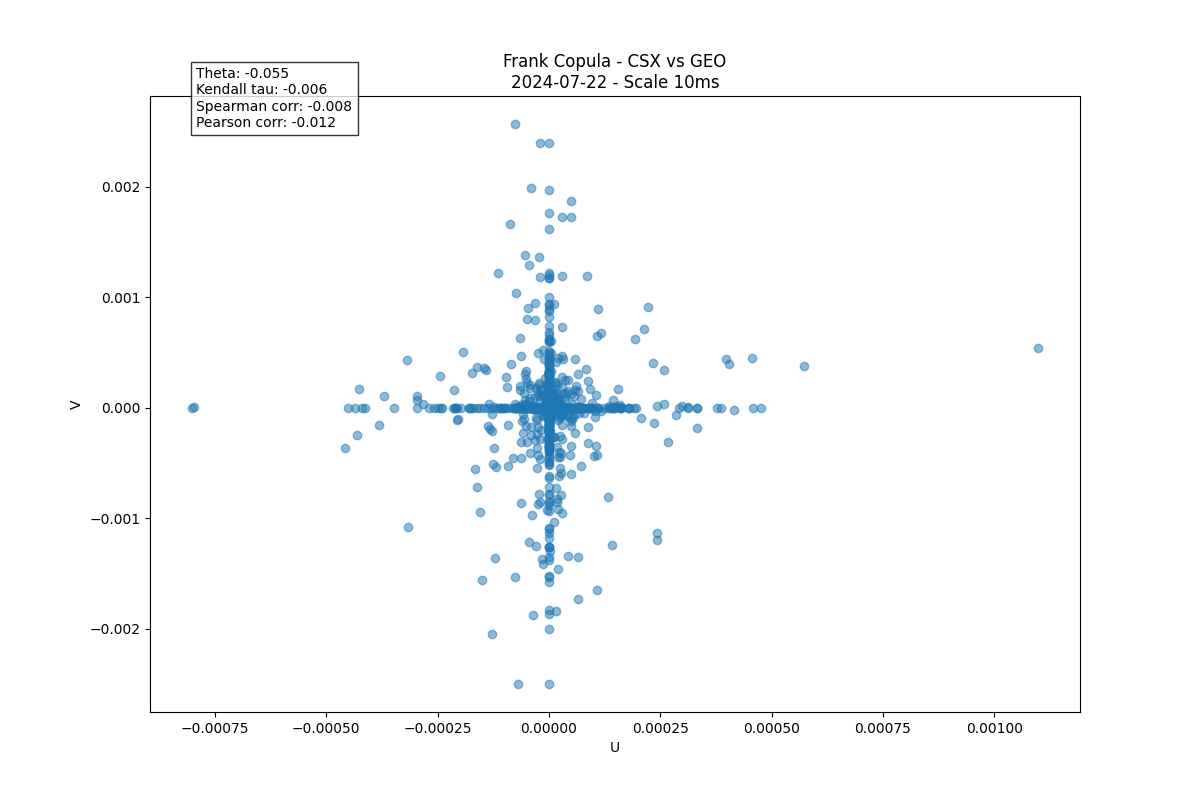 Frank Copula - CSX vs GEO
2024-07-22 - Scale 10ms
Theta: -0.055
Kendall tau: -0.006
Spearman corr: -0.008
Pearson corr: -0.012
V
0.002
0.001
0.000
−0.001
−0.002
−0.00075 −0.00050 −0.00025 0.00000 0.00025 0.00050 0.00075 0.00100
U